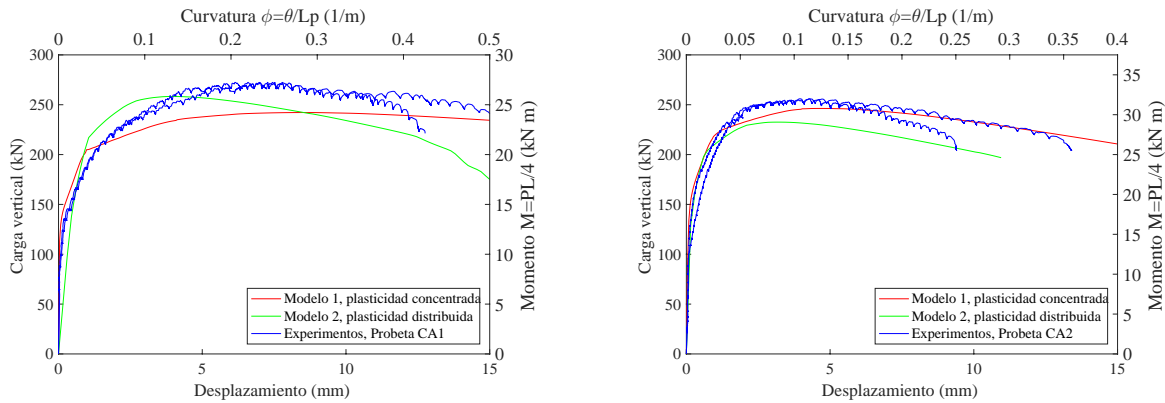 Curvatura ϕ=θ/Lp (1/m)
0 0.1 0.2 0.3 0.4 0.5
300
250
200
150
100
50
0
Carga vertical (kN)
30
25
20
15
10
5
0
Momento M=PL/4 (kN m)
Modelo 1, plasticidad concentrada
Modelo 2, plasticidad distribuida
Experimentos, Probeta CA1
0 5 10 15
Desplazamiento (mm)
Curvatura ϕ=θ/Lp (1/m)
0 0.05 0.1 0.15 0.2 0.25 0.3 0.35 0.4
300
250
200
150
100
50
0
Carga vertical (kN)
35
30
25
20
15
10
5
0
Momento M=PL/4 (kN m)
Modelo 1, plasticidad concentrada
Modelo 2, plasticidad distribuida
Experimentos, Probeta CA2
0 5 10 15
Desplazamiento (mm)